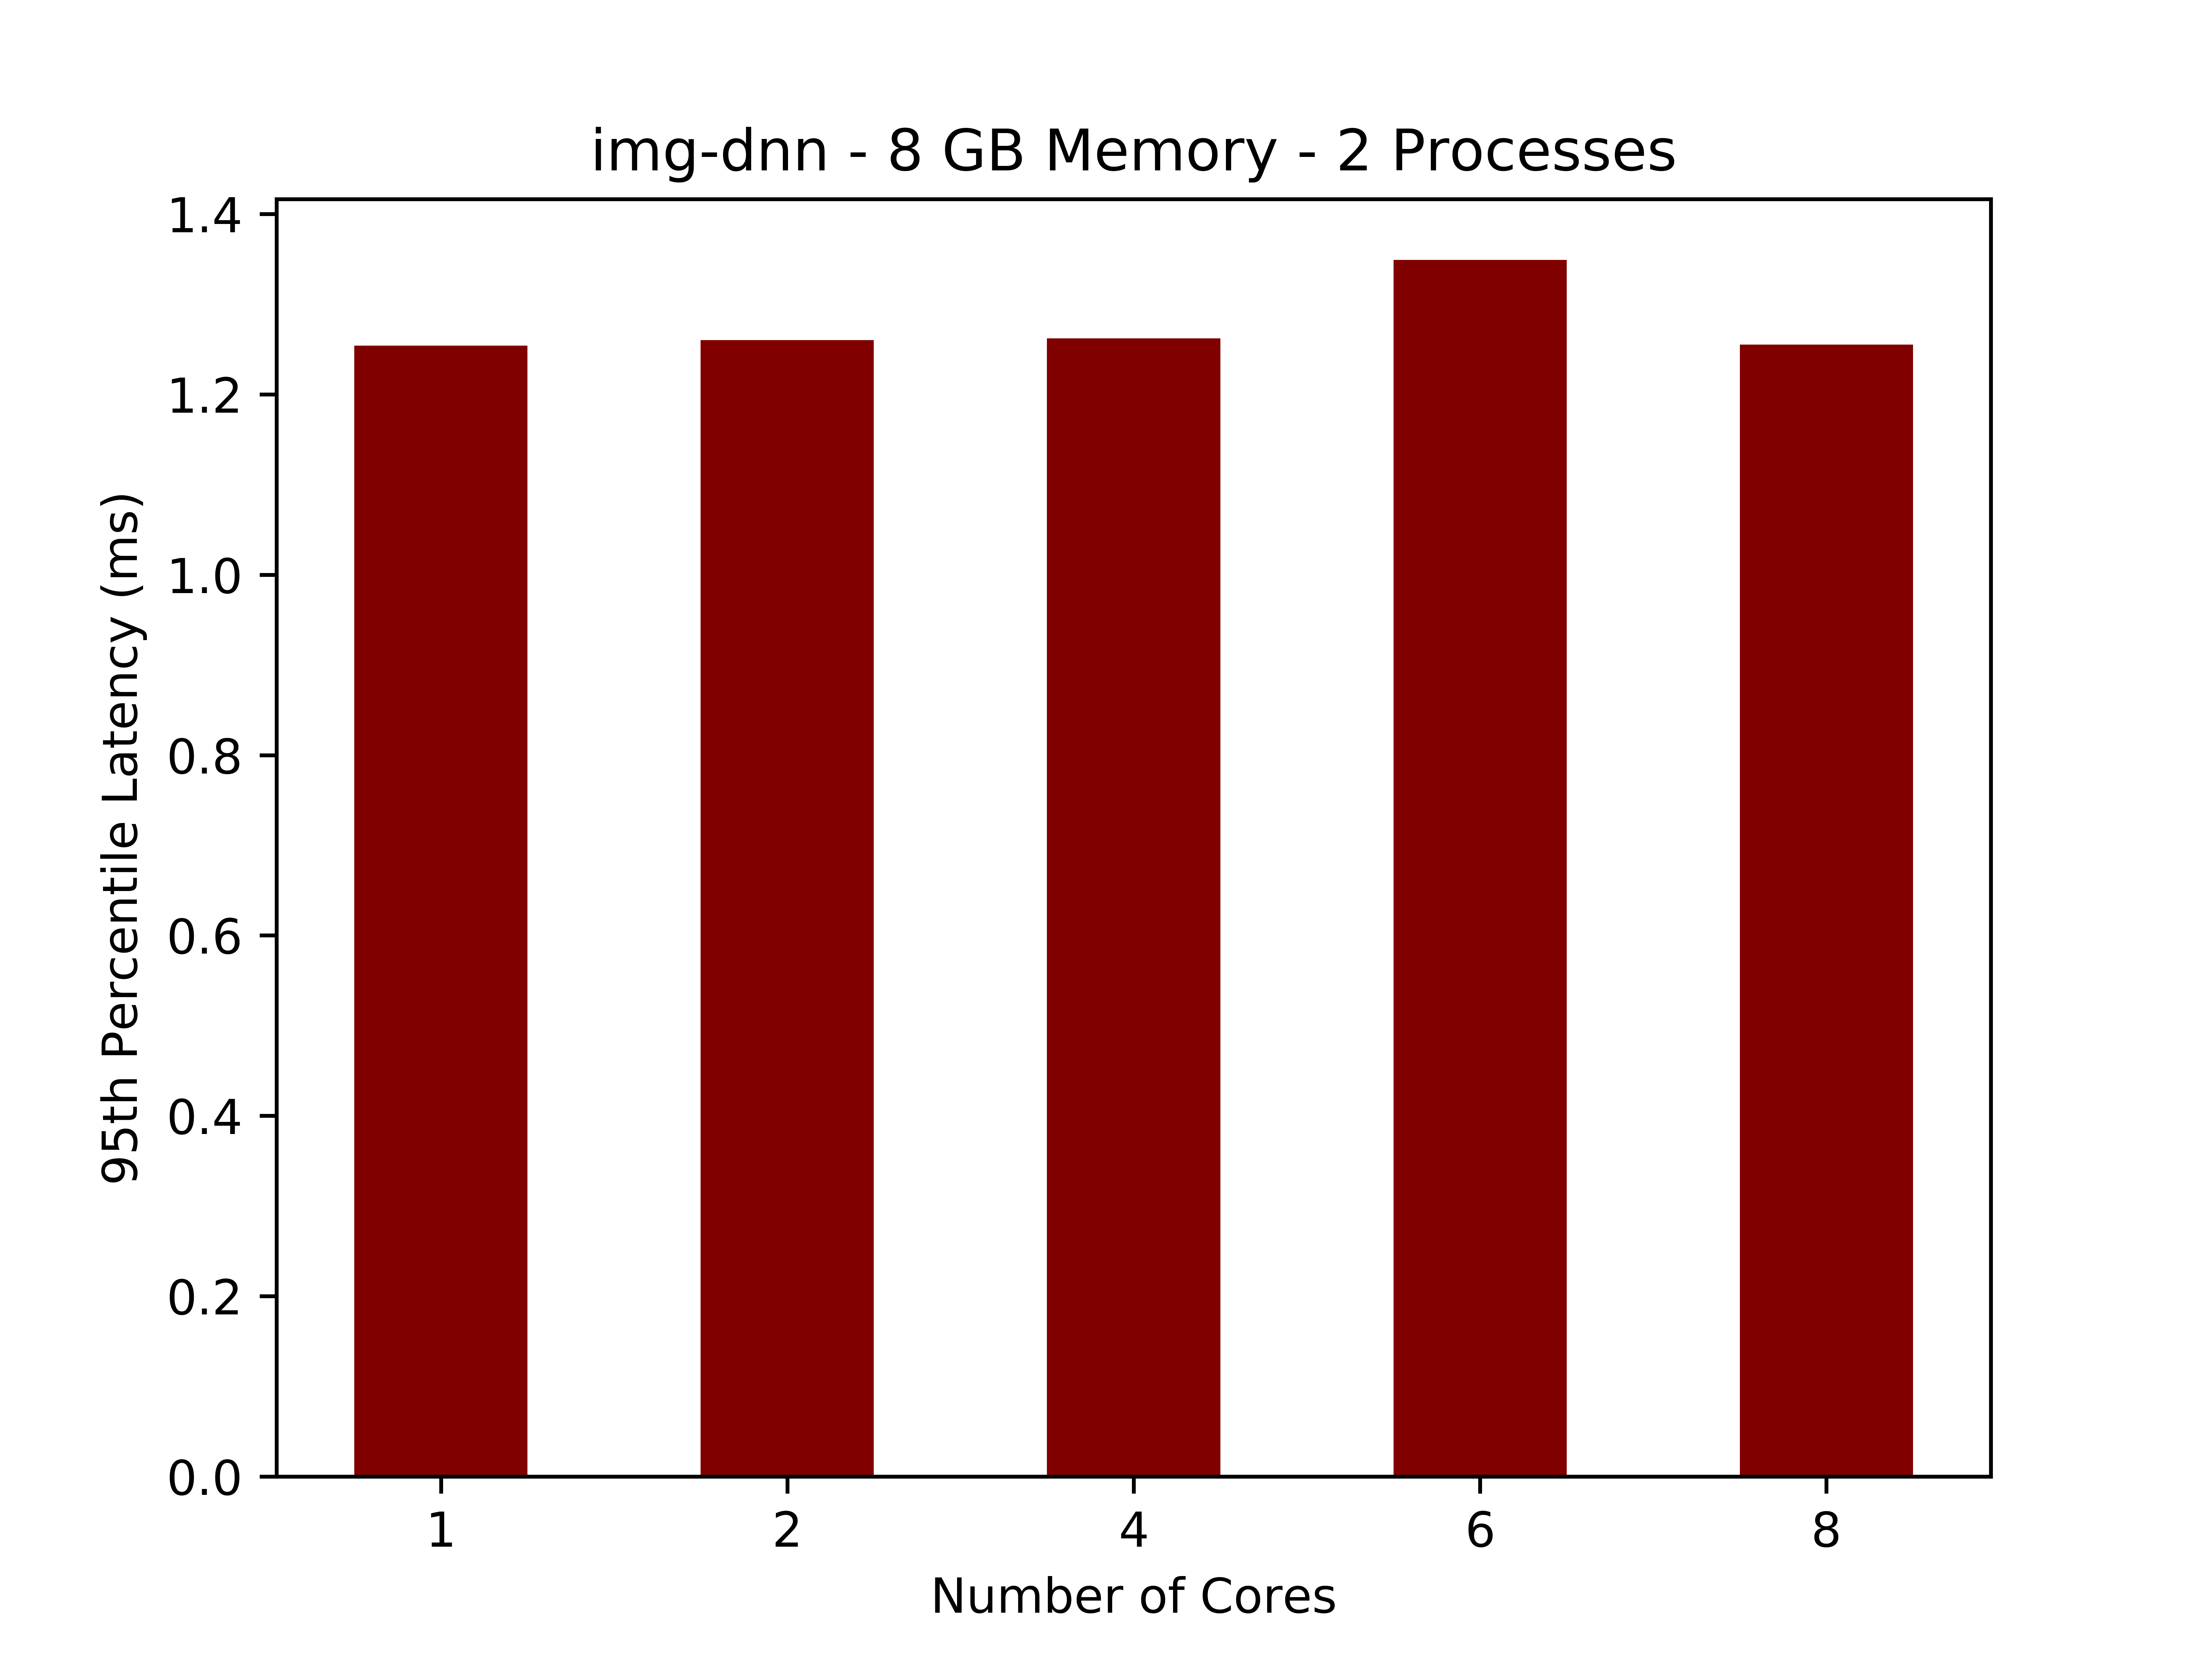 img-dnn - 8 GB Memory - 2 Processes
95th Percentile Latency (ms)
1.4
1.2
1.0
0.8
0.6
0.4
0.2
0.0
1 2 4 6 8
Number of Cores